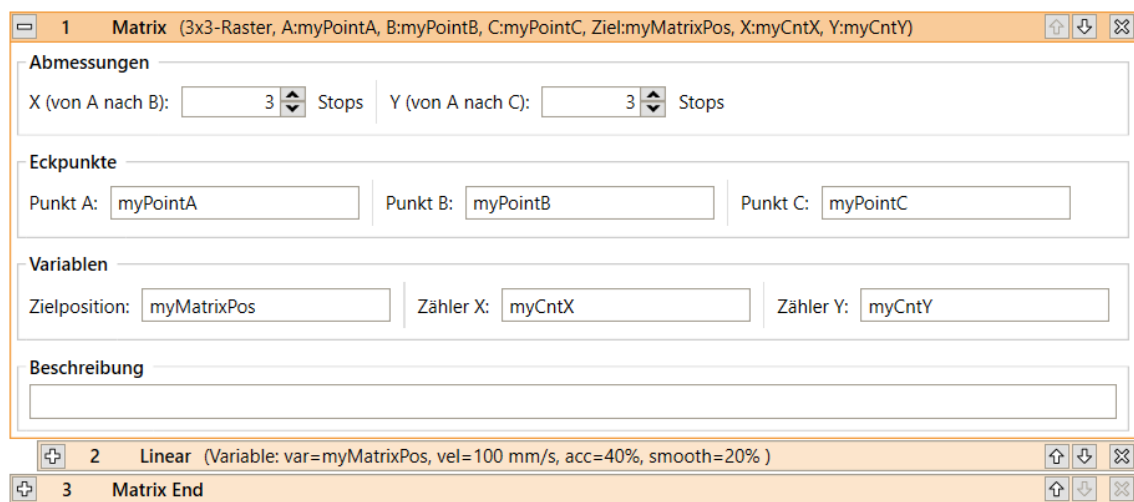 1 Matrix (3x3-Raster, A:myPointA, B:myPointB, C:myPointC, Ziel:myMatrixPos, X:myCntX, Y:myCntY)
Abmessungen
X (von A nach B): 3 Stops Y (von A nach C): 3 Stops
Eckpunkte
Punkt A: myPointA Punkt B: myPointB Punkt C: myPointC
Variablen
Zielposition: myMatrixPos Zähler X: myCntX Zähler Y: myCntY
Beschreibung
2 Linear (Variable: var=myMatrixPos, vel=100 mm/s, acc=40%, smooth=20% )
3 Matrix End